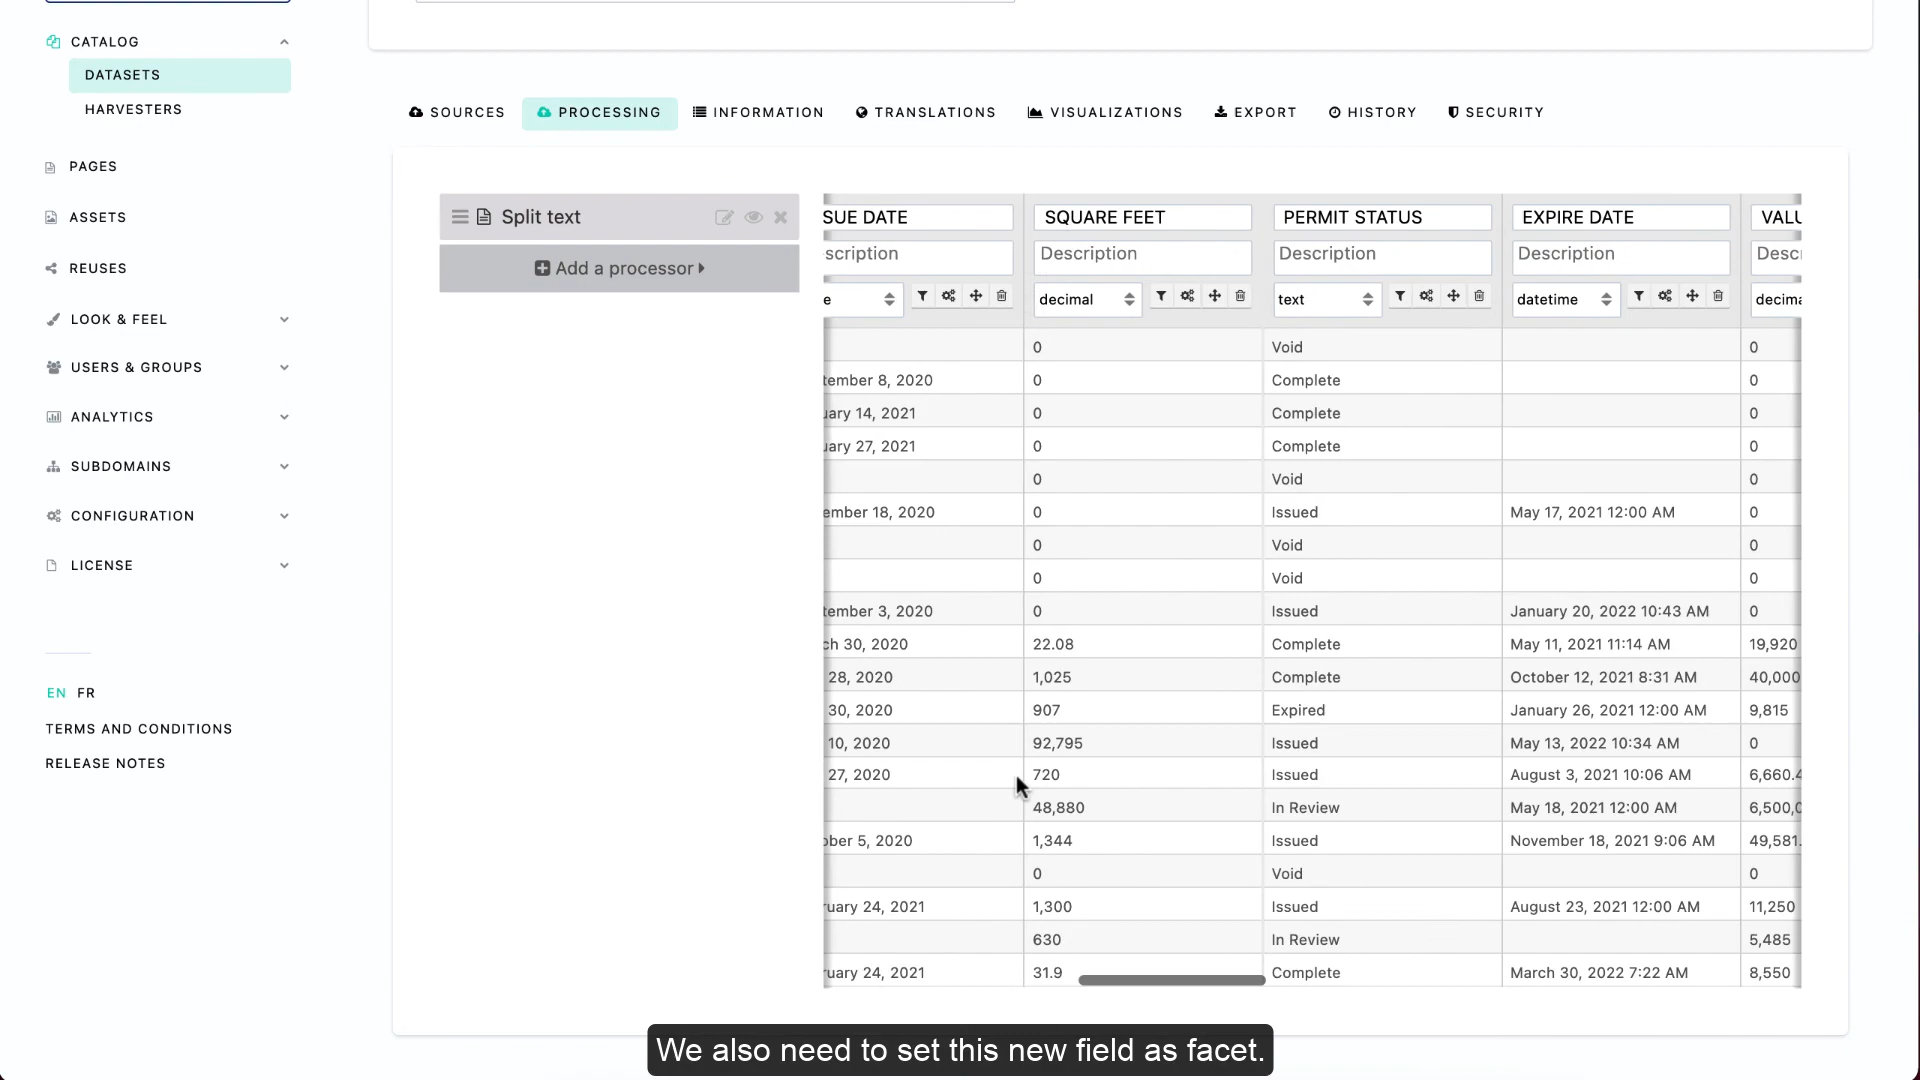 CATALOG
DATASETS
HARVESTERS
PAGES
ASSETS
REUSES
LOOK & FEEL
USERS & GROUPS
ANALYTICS
SUBDOMAINS
CONFIGURATION
LICENSE
EN FR
TERMS AND CONDITIONS
RELEASE NOTES
SOURCES PROCESSING INFORMATION TRANSLATIONS VISUALIZATIONS EXPORT HISTORY SECURITY
Split text
Add a processor
SUE DATE SQUARE FEET PERMIT STATUS EXPIRE DATE VALU
scription Description Description Description Desc
e decimal text datetime decima
0 Void 0
tember 8, 2020 0 Complete 0
uary 14, 2021 0 Complete 0
uary 27, 2021 0 Complete 0
0 Void 0
ember 18, 2020 0 Issued May 17, 2021 12:00 AM 0
0 Void 0
0 Void 0
tember 3, 2020 0 Issued January 20, 2022 10:43 AM 0
ch 30, 2020 22.08 Complete May 11, 2021 11:14 AM 19,920
28, 2020 1,025 Complete October 12, 2021 8:31 AM 40,000
30, 2020 907 Expired January 26, 2021 12:00 AM 9,815
10, 2020 92,795 Issued May 13, 2022 10:34 AM 0
27, 2020 720 Issued August 3, 2021 10:06 AM 6,660.4
48,880 In Review May 18, 2021 12:00 AM 6,500,0
ober 5, 2020 1,344 Issued November 18, 2021 9:06 AM 49,581.
0 Void 0
ruary 24, 2021 1,300 Issued August 23, 2021 12:00 AM 11,250
630 In Review 5,485
ruary 24, 2021 31.9 Complete March 30, 2022 7:22 AM 8,550
We also need to set this new field as facet.